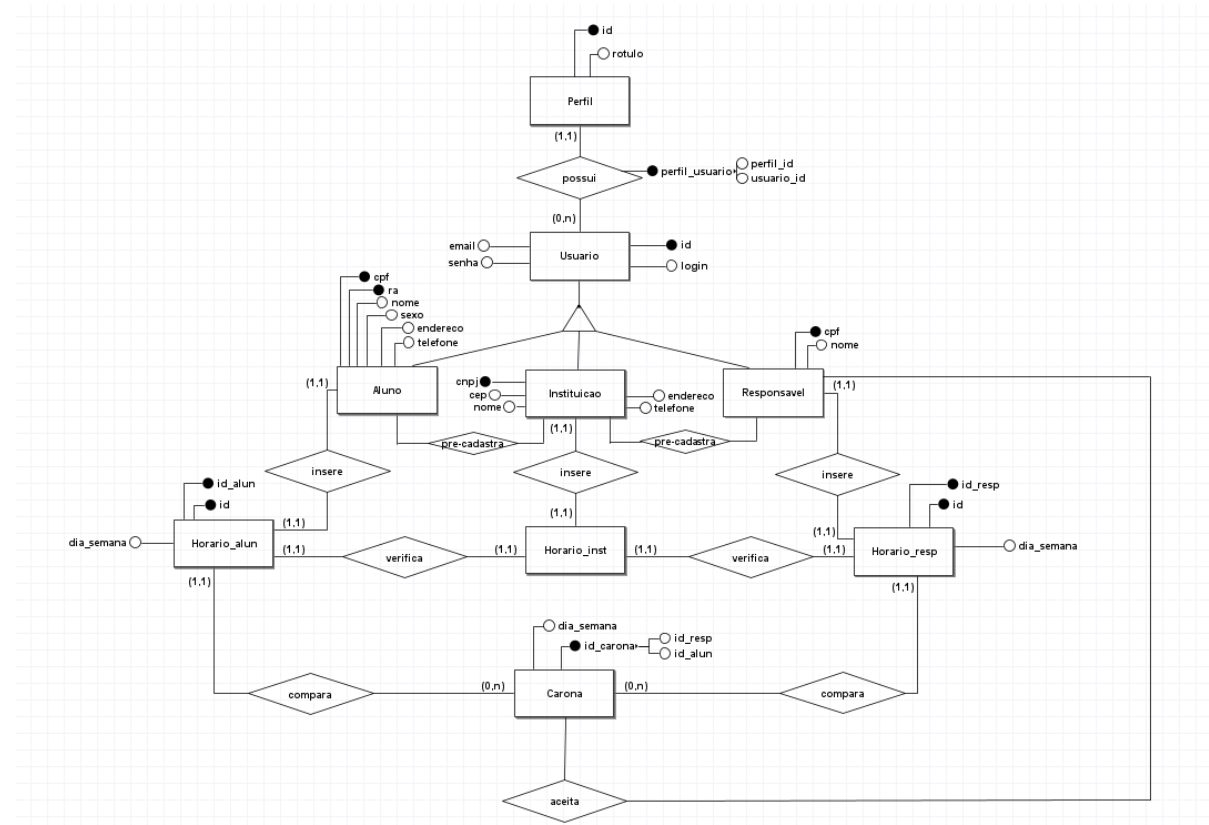 id
rotulo
Perfil
(1,1)
possui
perfil_usuario
perfil_id
usuario_id
(0,n)
email
senha
Usuario
id
login
cpf
ra
nome
sexo
endereco
telefone
cpf
nome
(1,1)
Aluno
cnpj
cep
nome
Instituicao
endereco
telefone
Responsavel
(1,1)
pre-cadastra
(1,1)
pre-cadastra
insere
insere
insere
id_alun
id
id_resp
id
(1,1)
(1,1)
(1,1)
dia_semana
Horario_alun
(1,1)
verifica
(1,1)
Horario_inst
(1,1)
verifica
(1,1)
Horario_resp
dia_semana
(1,1)
(1,1)
dia_semana
id_carona
id_resp
id_alun
compara
(0,n)
Carona
(0,n)
compara
aceita